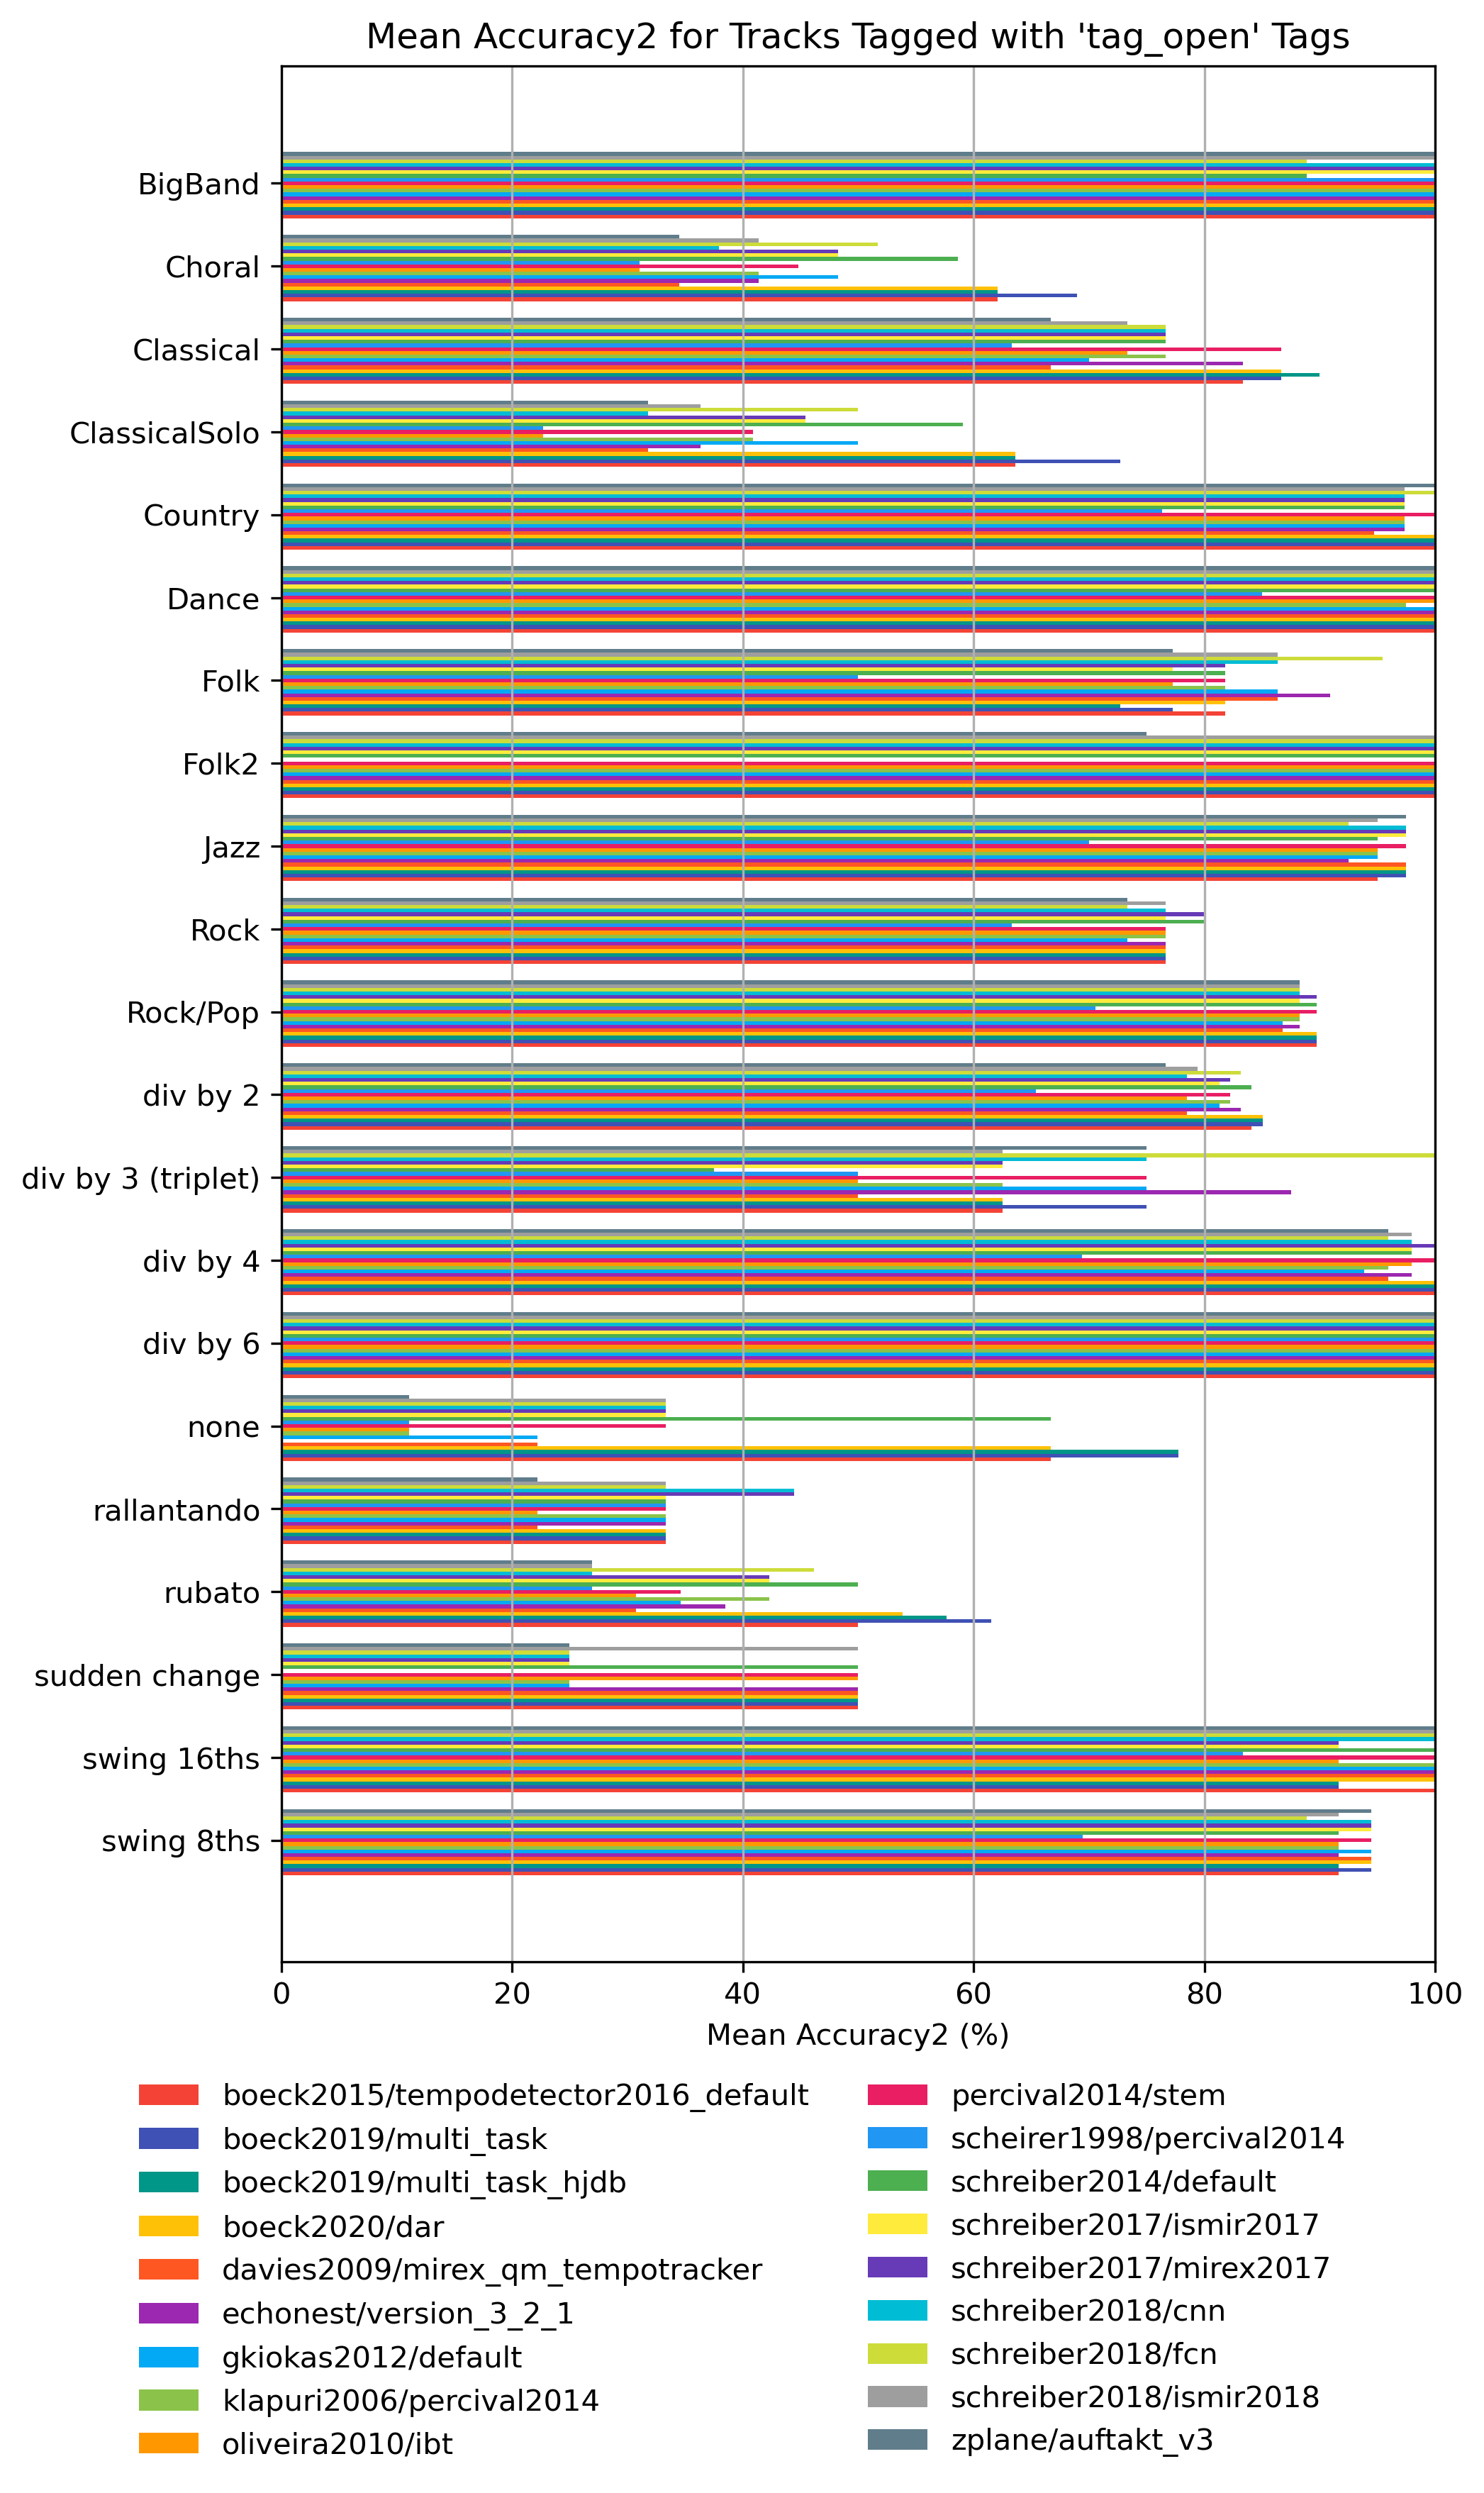 Mean Accuracy2 for Tracks Tagged with 'tag_open' Tags
BigBand
Choral
Classical
ClassicalSolo
Country
Dance
Folk
Folk2
Jazz
Rock
Rock/Pop
div by 2
div by 3 (triplet)
div by 4
div by 6
none
rallantando
rubato
sudden change
swing 16ths
swing 8ths
0 20 40 60 80 100
Mean Accuracy2 (%)
boeck2015/tempodetector2016_default
boeck2019/multi_task
boeck2019/multi_task_hjdb
boeck2020/dar
davies2009/mirex_qm_tempotracker
echonest/version_3_2_1
gkiokas2012/default
klapuri2006/percival2014
oliveira2010/ibt
percival2014/stem
scheirer1998/percival2014
schreiber2014/default
schreiber2017/ismir2017
schreiber2017/mirex2017
schreiber2018/cnn
schreiber2018/fcn
schreiber2018/ismir2018
zplane/auftakt_v3